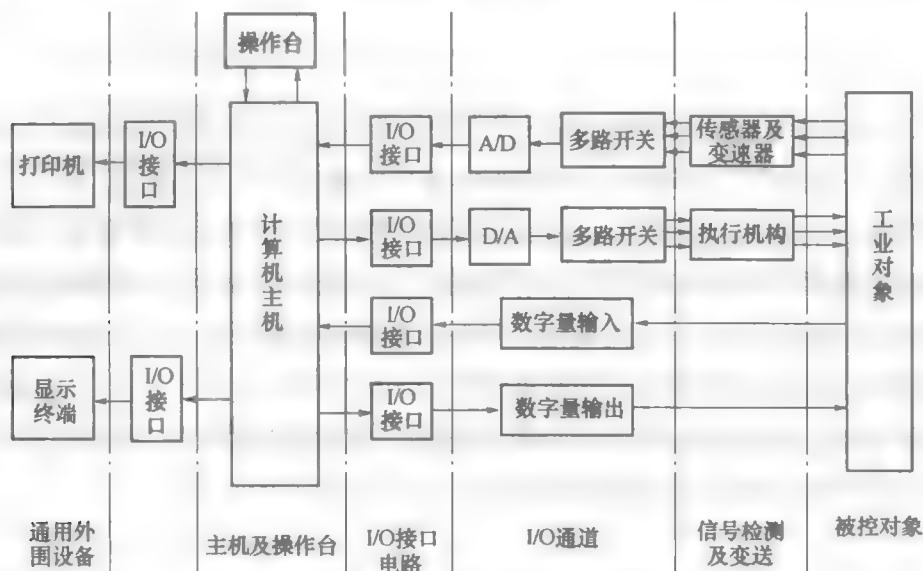 操作台
打印机
I/O
接
口
计
算
机
主
机
I/O
接口
A/D
多路开关
传感器及
变速器
I/O
接口
D/A
多路开关
执行机构
工
业
对
象
I/O
接口
数字量输入
显示
终端
I/O
接
口
I/O
接口
数字量输出
通用外
围设备
主机及操作台
I/O接口
电路
I/O通道
信号检测
及变送
被控对象